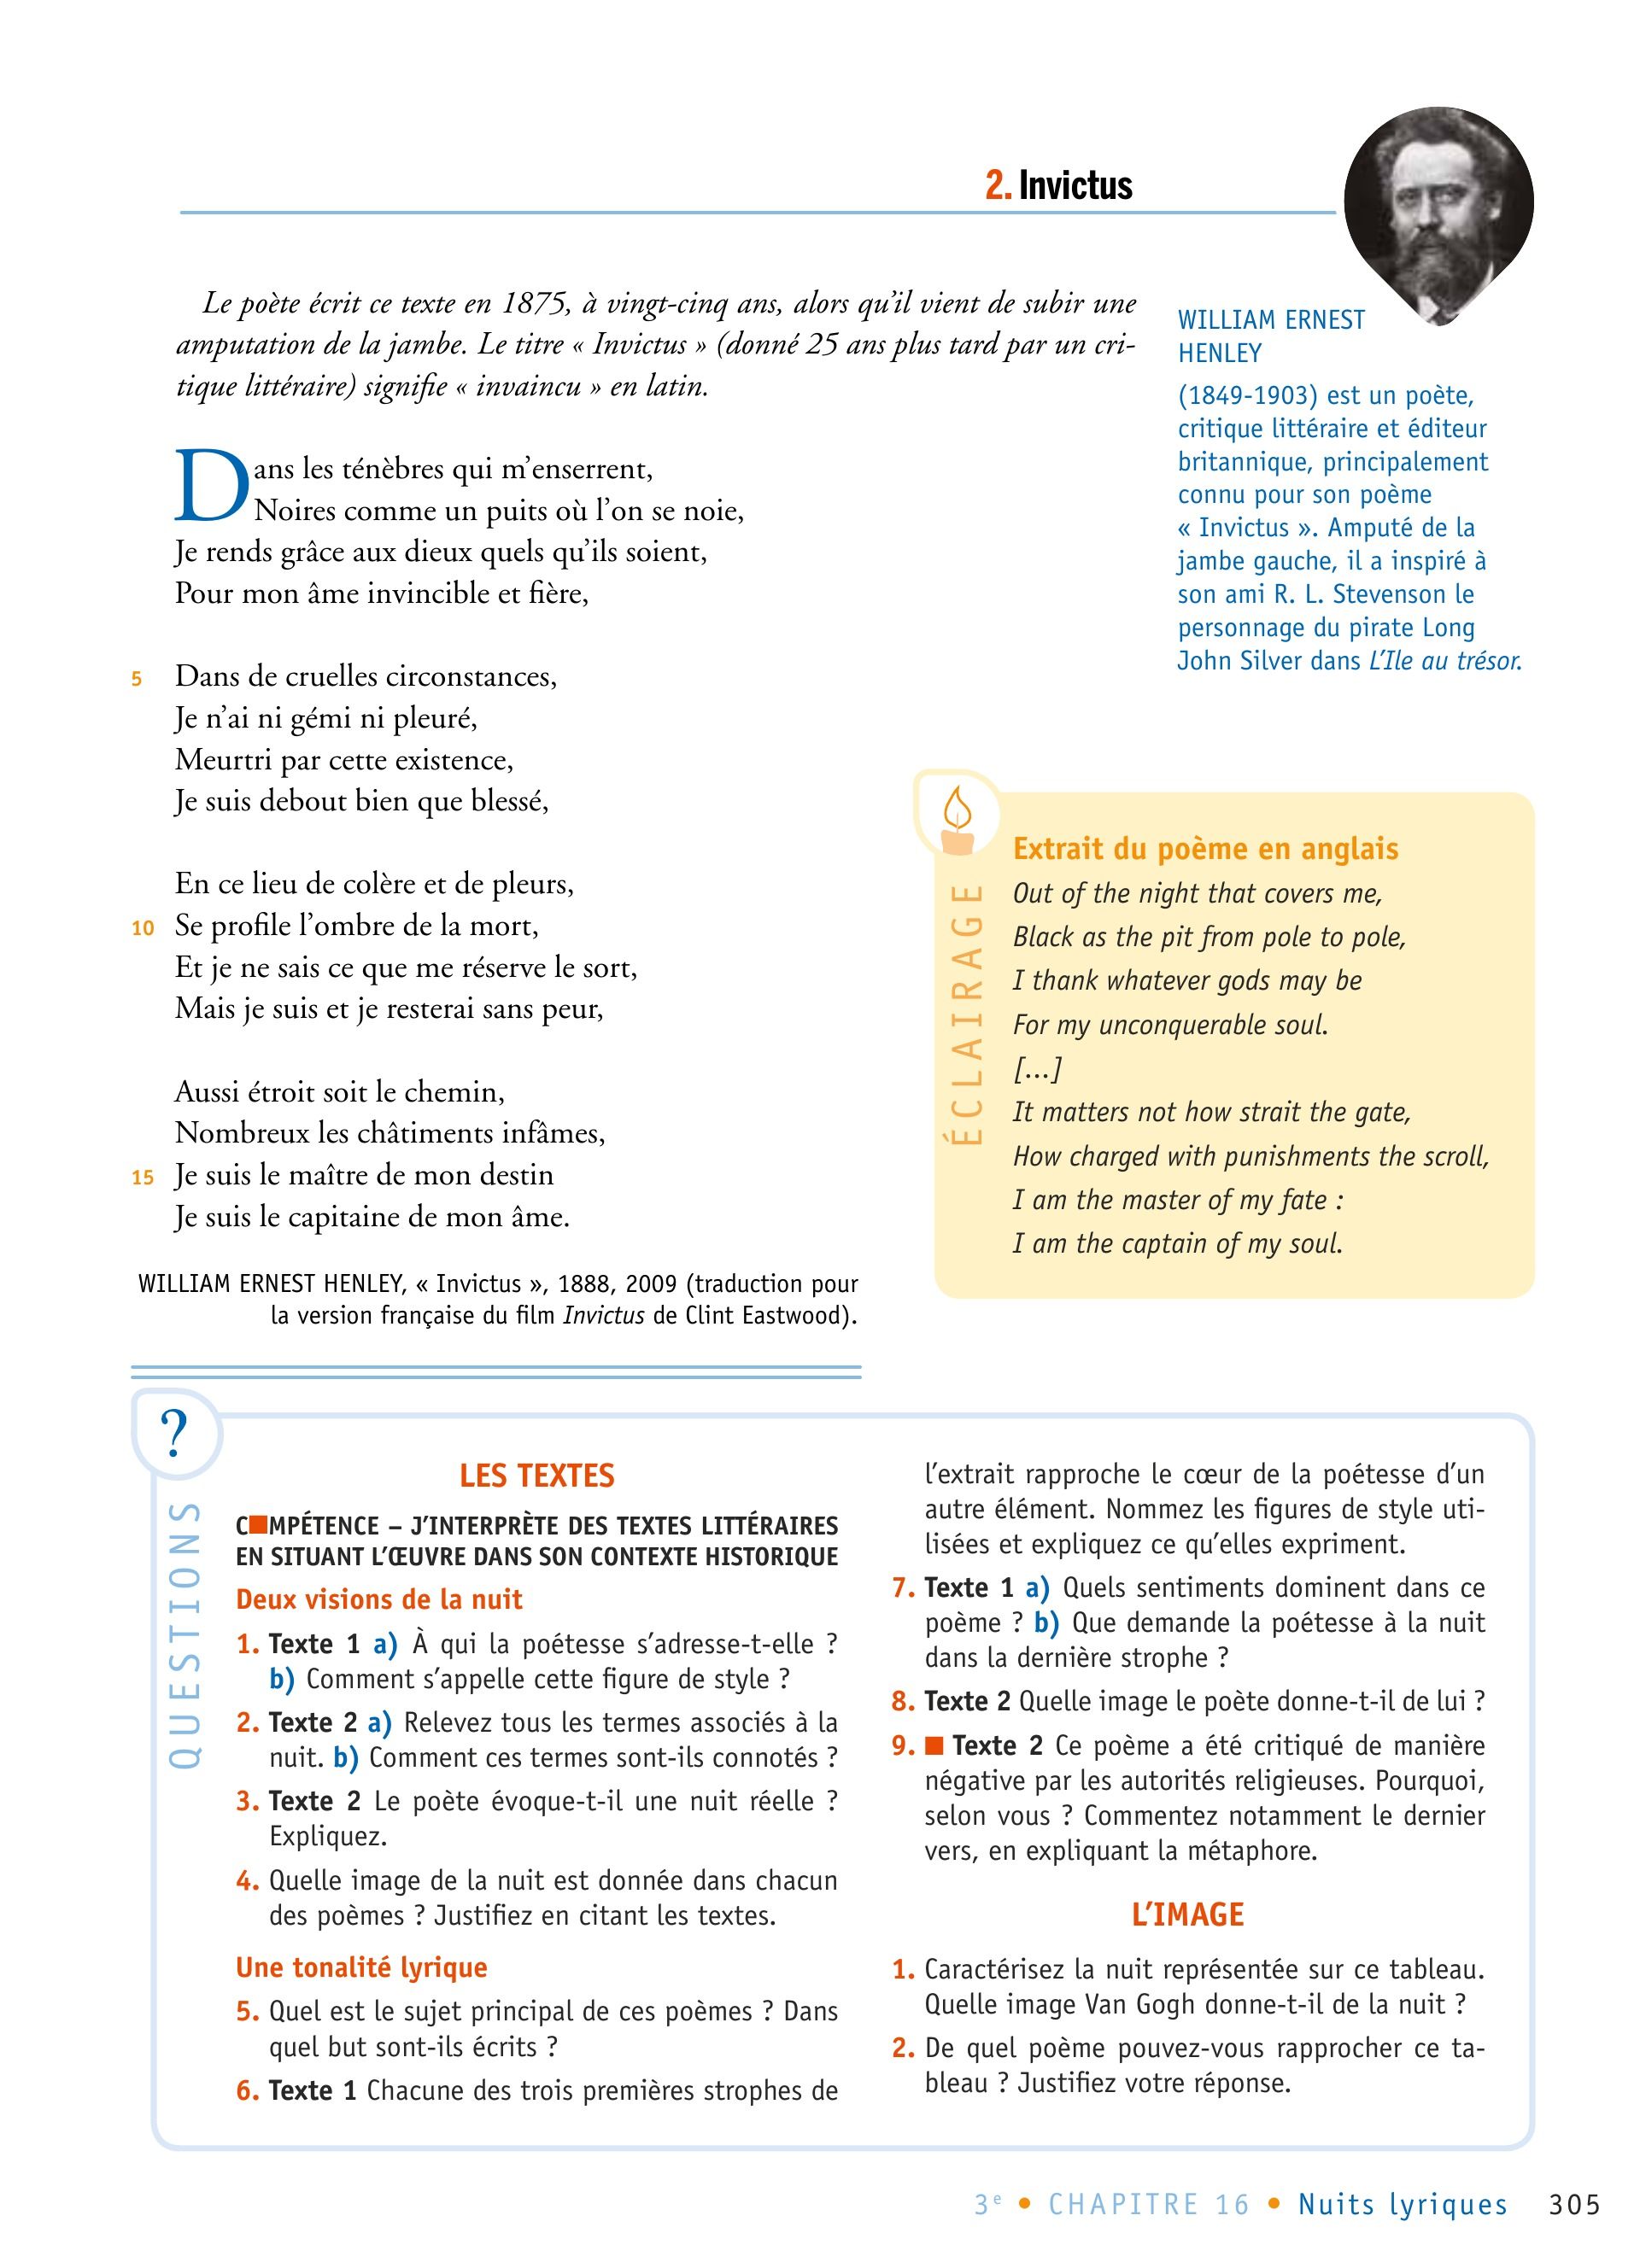 2. Invictus
Le poète écrit ce texte en 1875, à vingt-cinq ans, alors qu'il vient de subir une
amputation de la jambe. Le titre « Invictus » (donné 25 ans plus tard par un cri-
tique littéraire) signifie « invaincu » en latin.
WILLIAM ERNEST
HENLEY
(1849-1903) est un poète,
critique littéraire et éditeur
britannique, principalement
connu pour son poème
« Invictus ». Amputé de la
jambe gauche, il a inspiré à
son ami R. L. Stevenson le
personnage du pirate Long
John Silver dans L'Ile au trésor.
Dans les ténèbres qui m'enserrent,
Noires comme un puits où l'on se noie,
Je rends grâce aux dieux quels qu'ils soient,
Pour mon âme invincible et fière,
5 Dans de cruelles circonstances,
Je n'ai ni gémi ni pleuré,
Meurtri par cette existence,
Je suis debout bien que blessé,
En ce lieu de colère et de pleurs,
10 Se profile l'ombre de la mort,
Et je ne sais ce que me réserve le sort,
Mais je suis et je resterai sans peur,
Aussi étroit soit le chemin,
Nombreux les châtiments infâmes,
15 Je suis le maître de mon destin
Je suis le capitaine de mon âme.
WILLIAM ERNEST HENLEY, « Invictus », 1888, 2009 (traduction pour
la version française du film Invictus de Clint Eastwood).
ÉCLAIRAGE
Extrait du poème en anglais
Out of the night that covers me,
Black as the pit from pole to pole,
I thank whatever gods may be
For my unconquerable soul.
[...]
It matters not how strait the gate,
How charged with punishments the scroll,
I am the master of my fate :
I am the captain of my soul.
?
QUESTIONS
LES TEXTES
C■MPÉTENCE – J'INTERPRÈTE DES TEXTES LITTÉRAIRES
EN SITUANT L'ŒUVRE DANS SON CONTEXTE HISTORIQUE
Deux visions de la nuit
1. Texte 1 a) À qui la poétesse s'adresse-t-elle ?
b) Comment s'appelle cette figure de style ?
2. Texte 2 a) Relevez tous les termes associés à la
nuit. b) Comment ces termes sont-ils connotés ?
3. Texte 2 Le poète évoque-t-il une nuit réelle ?
Expliquez.
4. Quelle image de la nuit est donnée dans chacun
des poèmes ? Justifiez en citant les textes.
Une tonalité lyrique
5. Quel est le sujet principal de ces poèmes ? Dans
quel but sont-ils écrits ?
6. Texte 1 Chacune des trois premières strophes de
l'extrait rapproche le cœur de la poétesse d'un
autre élément. Nommez les figures de style uti-
lisées et expliquez ce qu'elles expriment.
7. Texte 1 a) Quels sentiments dominent dans ce
poème ? b) Que demande la poétesse à la nuit
dans la dernière strophe ?
8. Texte 2 Quelle image le poète donne-t-il de lui ?
9. ■ Texte 2 Ce poème a été critiqué de manière
négative par les autorités religieuses. Pourquoi,
selon vous ? Commentez notamment le dernier
vers, en expliquant la métaphore.
L'IMAGE
1. Caractérisez la nuit représentée sur ce tableau.
Quelle image Van Gogh donne-t-il de la nuit ?
2. De quel poème pouvez-vous rapprocher ce ta-
bleau ? Justifiez votre réponse.
3e • CHAPITRE 16 • Nuits lyriques 305